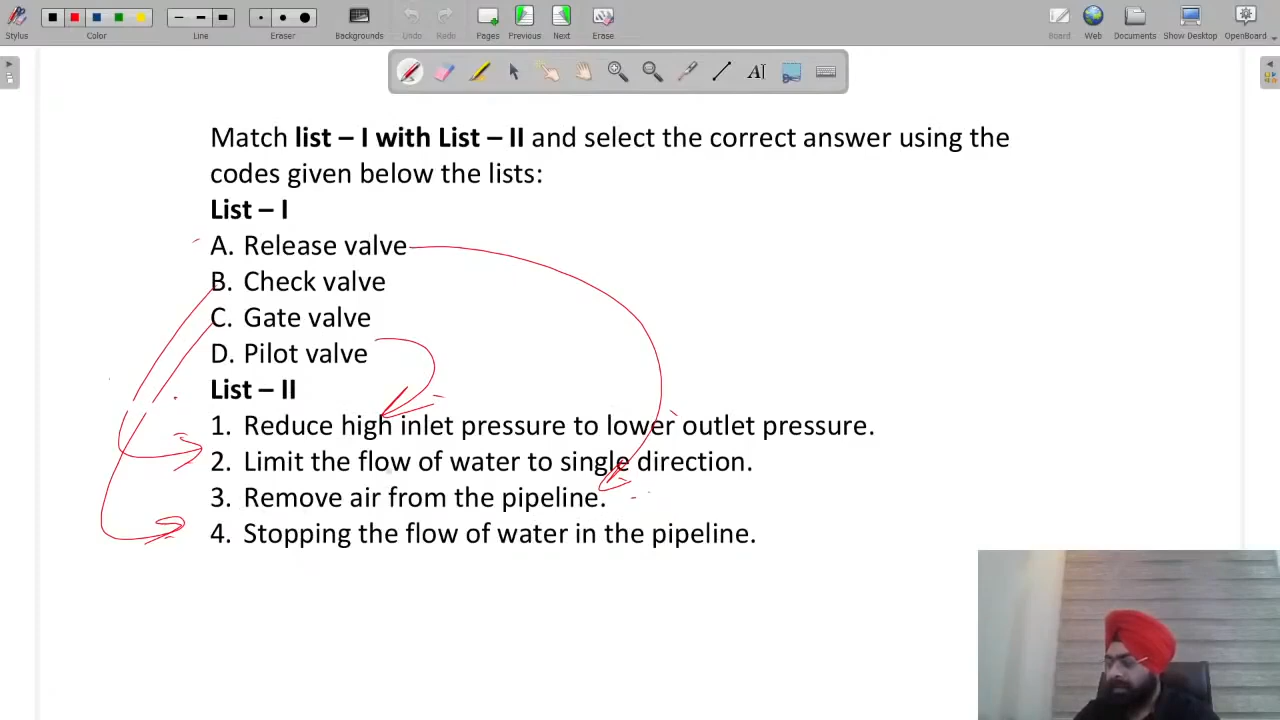 Stylus Color Line Eraser Backgrounds Undo Redo Pages Previous Next Erase Board Web Documents Show Desktop OpenBoard
Match list – I with List – II and select the correct answer using the
codes given below the lists:
List – I
A. Release valve
B. Check valve
C. Gate valve
D. Pilot valve
List – II
1. Reduce high inlet pressure to lower outlet pressure.
2. Limit the flow of water to single direction.
3. Remove air from the pipeline.
4. Stopping the flow of water in the pipeline.